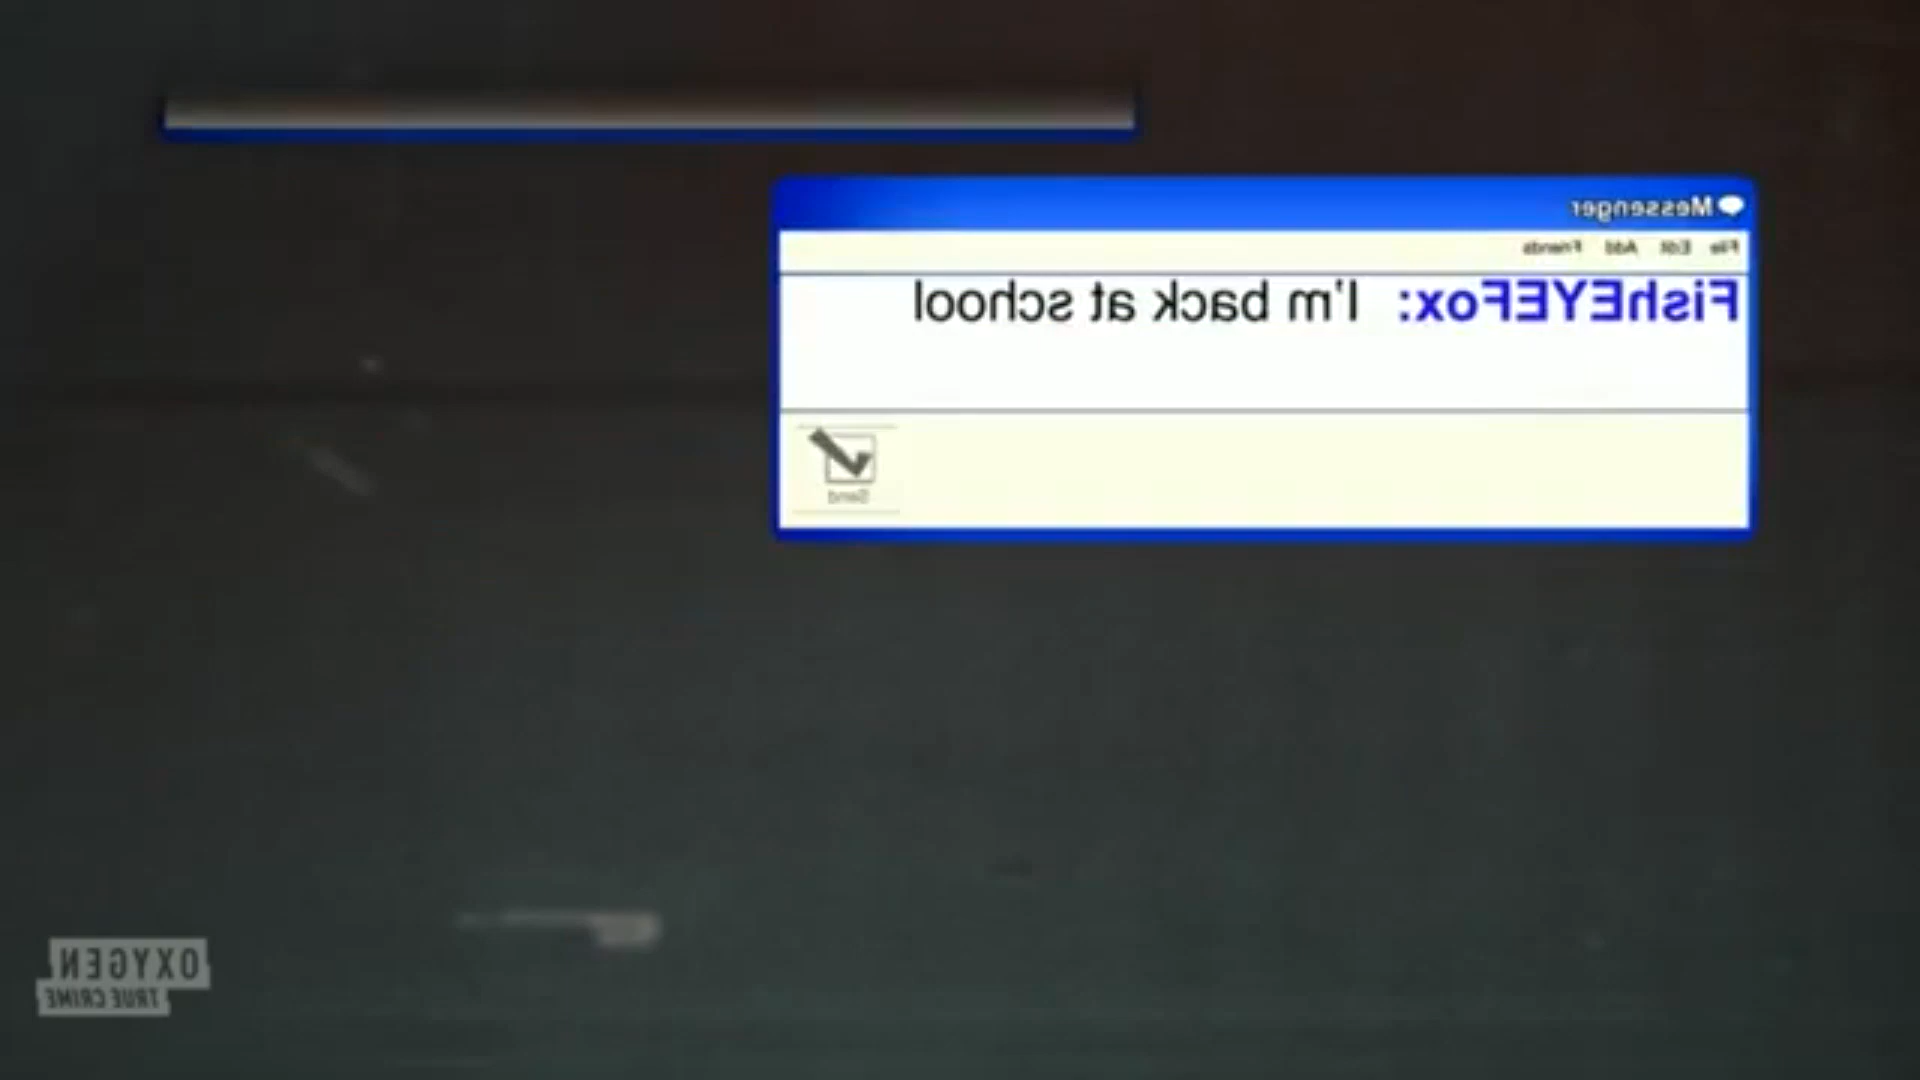 Messenger
File Edit Add Friends
FishEYEFox: I'm back at school
Send
OXYGEN
TRUE CRIME